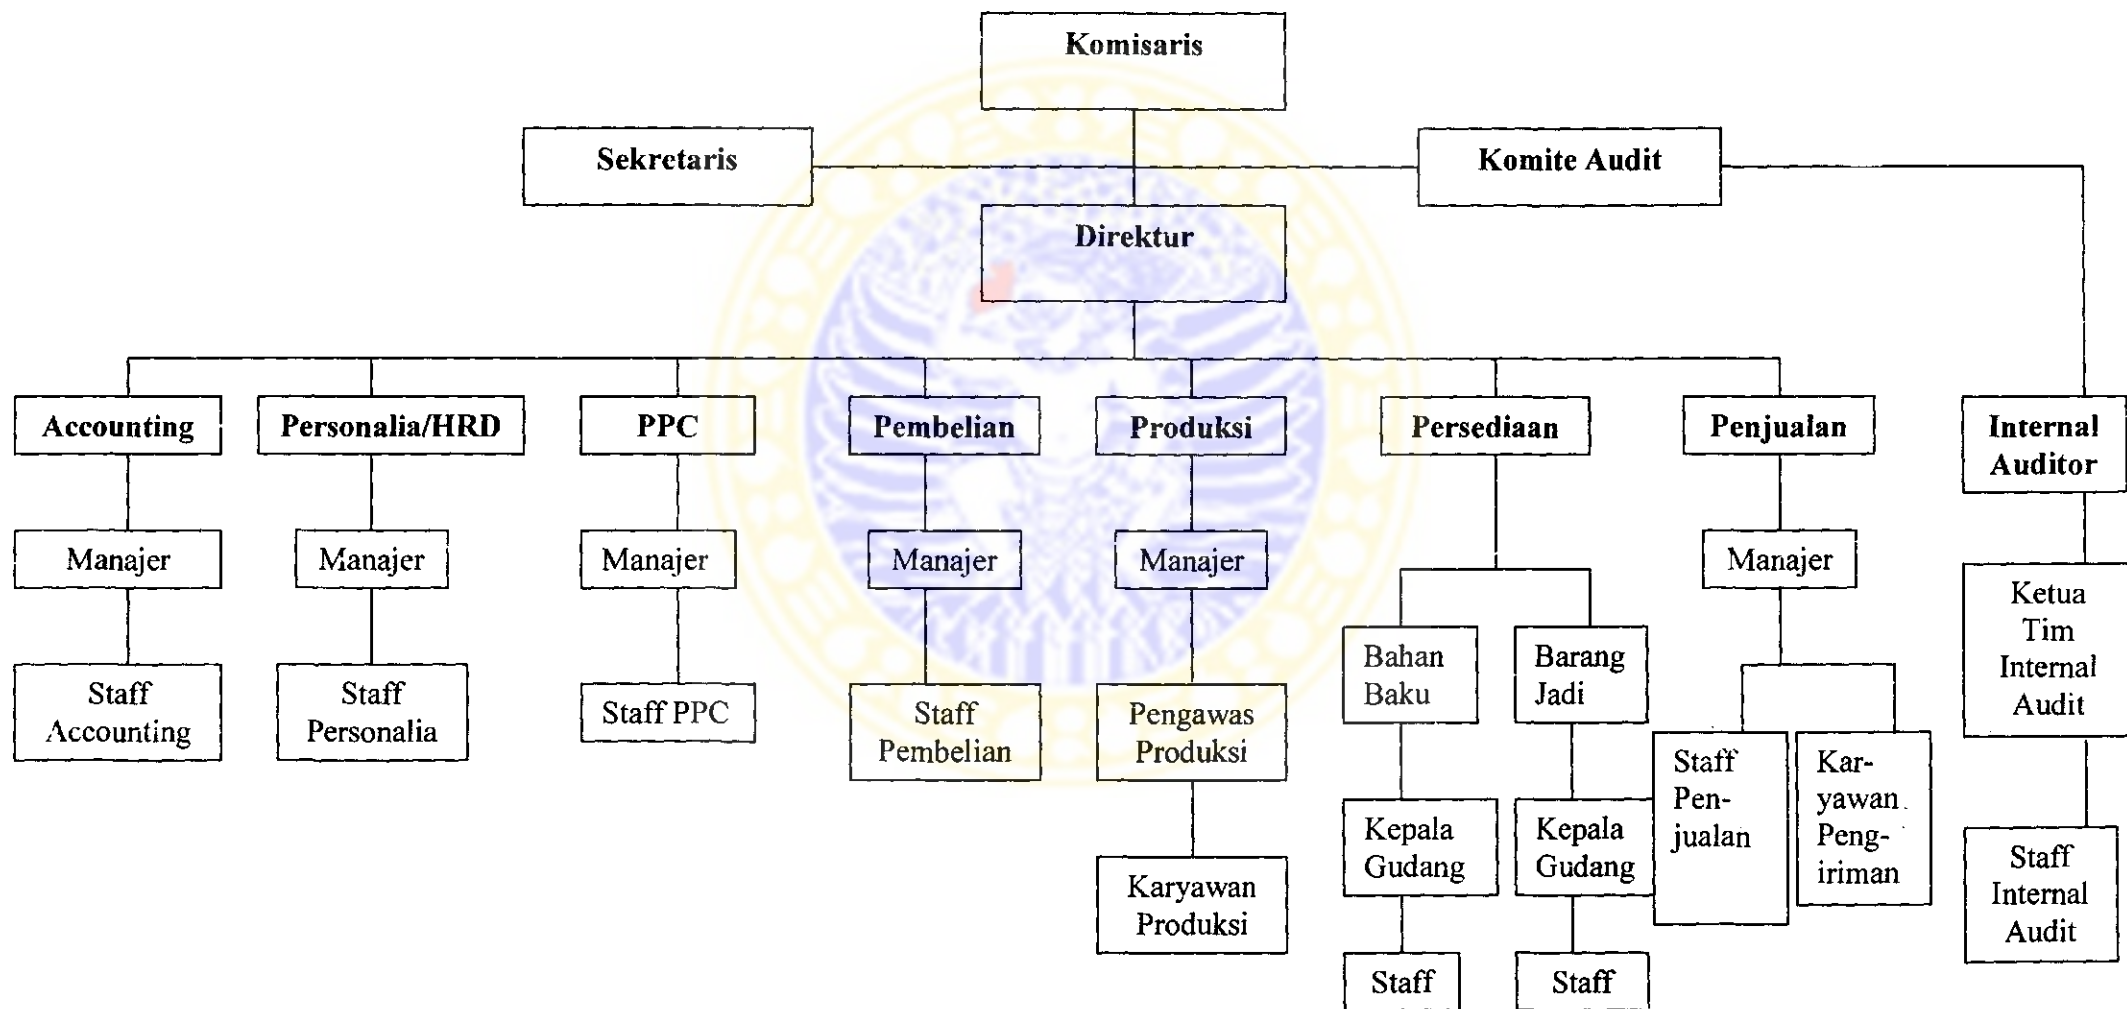 Komisaris
Sekretaris
Komite Audit
Direktur
Accounting
Personalia/HRD
PPC
Pembelian
Produksi
Persediaan
Penjualan
Internal
Auditor
Manajer
Manajer
Manajer
Manajer
Manajer
Manajer
Ketua
Tim
Internal
Audit
Bahan
Baku
Barang
Jadi
Staff
Accounting
Staff
Personalia
Staff PPC
Staff
Pembelian
Pengawas
Produksi
Staff
Pen-
jualan
Kar-
yawan
Peng-
iriman
Kepala
Gudang
Kepala
Gudang
Karyawan
Produksi
Staff
Internal
Audit
Staff
Staff